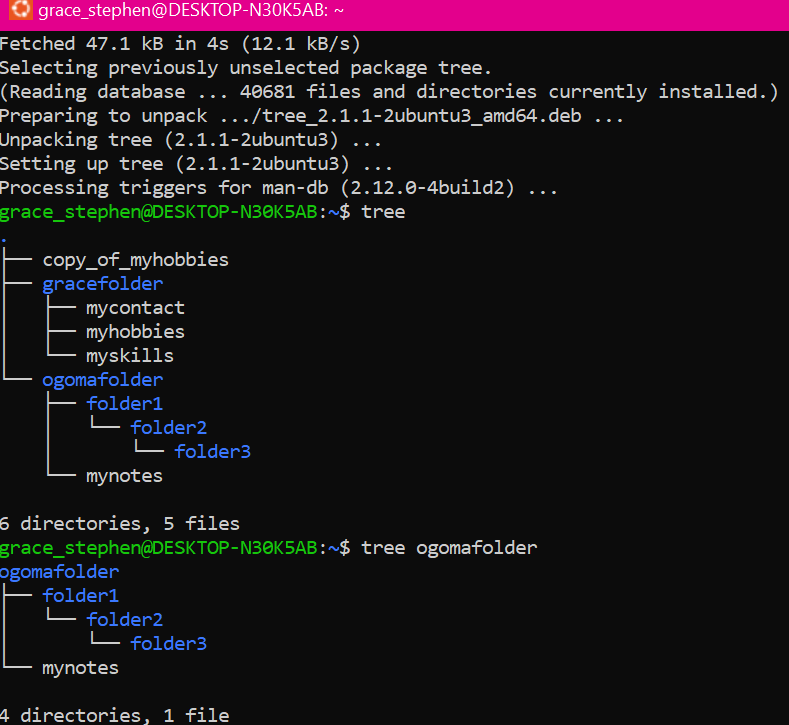 grace_stephen@DESKTOP-N30K5AB: ~
Fetched 47.1 kB in 4s (12.1 kB/s)
Selecting previously unselected package tree.
(Reading database ... 40681 files and directories currently installed.)
Preparing to unpack .../tree_2.1.1-2ubuntu3_amd64.deb ...
Unpacking tree (2.1.1-2ubuntu3) ...
Setting up tree (2.1.1-2ubuntu3) ...
Processing triggers for man-db (2.12.0-4build2) ...
grace_stephen@DESKTOP-N30K5AB:~$ tree
.
├── copy_of_myhobbies
├── gracefolder
│   ├── mycontact
│   ├── myhobbies
│   └── myskills
└── ogomafolder
    ├── folder1
    │   └── folder2
    │       └── folder3
    └── mynotes
6 directories, 5 files
grace_stephen@DESKTOP-N30K5AB:~$ tree ogomafolder
ogomafolder
├── folder1
│   └── folder2
│       └── folder3
└── mynotes
4 directories, 1 file